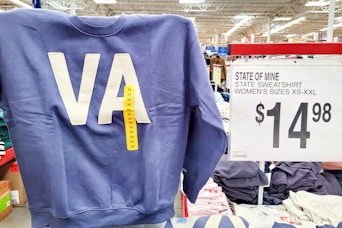 VA
STATE OF MINE
STATE SWEATSHIRT
WOMEN'S SIZES XS-XXL
$14.98